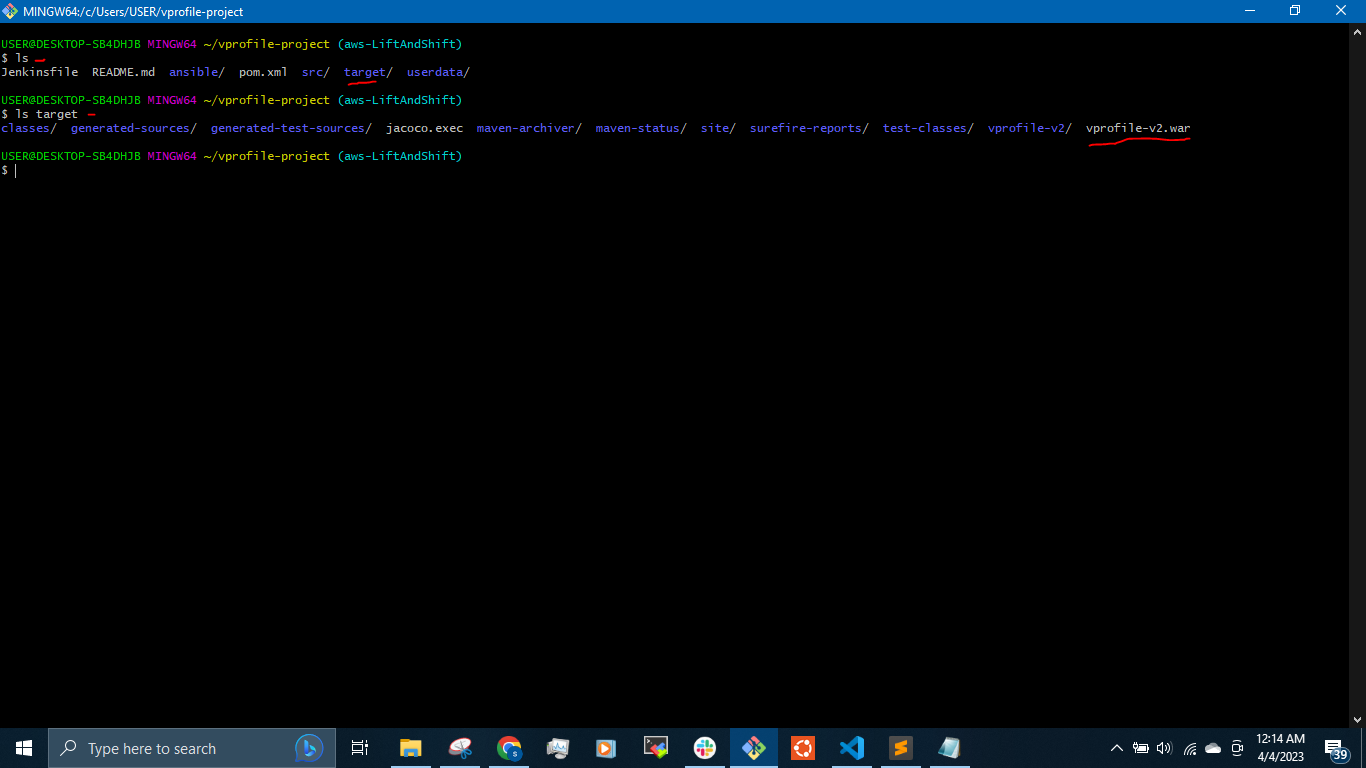 MINGW64:/c/Users/USER/vprofile-project
USER@DESKTOP-SB4DHJB MINGW64 ~/vprofile-project (aws-LiftAndShift)
$ ls
Jenkinsfile  README.md  ansible/  pom.xml  src/  target/  userdata/
USER@DESKTOP-SB4DHJB MINGW64 ~/vprofile-project (aws-LiftAndShift)
$ ls target
classes/  generated-sources/  generated-test-sources/  jacoco.exec  maven-archiver/  maven-status/  site/  surefire-reports/  test-classes/  vprofile-v2/  vprofile-v2.war
USER@DESKTOP-SB4DHJB MINGW64 ~/vprofile-project (aws-LiftAndShift)
$
Type here to search
12:14 AM
4/4/2023
39